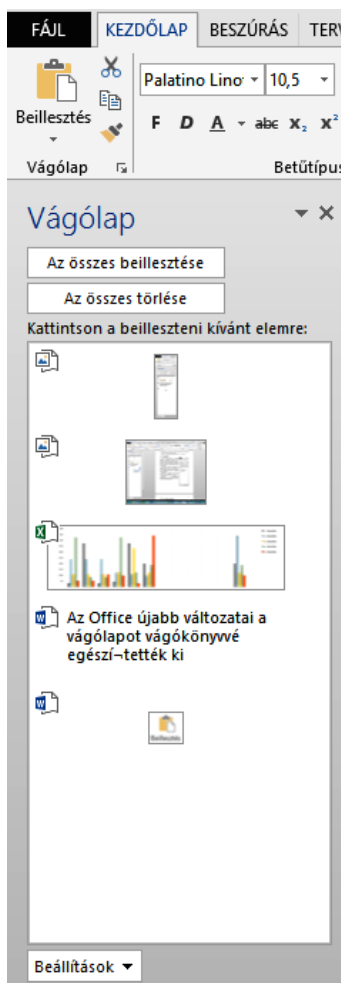 FÁJL KEZDŐLAP BESZÚRÁS TERV
Palatino Lino 10,5
Beillesztés
F D A abc X₂ X²
Vágólap Betűtípus
Vágólap
Az összes beillesztése
Az összes törlése
Kattintson a beilleszteni kívánt elemre:
Az Office újabb változatai a
vágólapot vágókönyvvé
egészí¬tették ki
Beillesztés
Beállítások